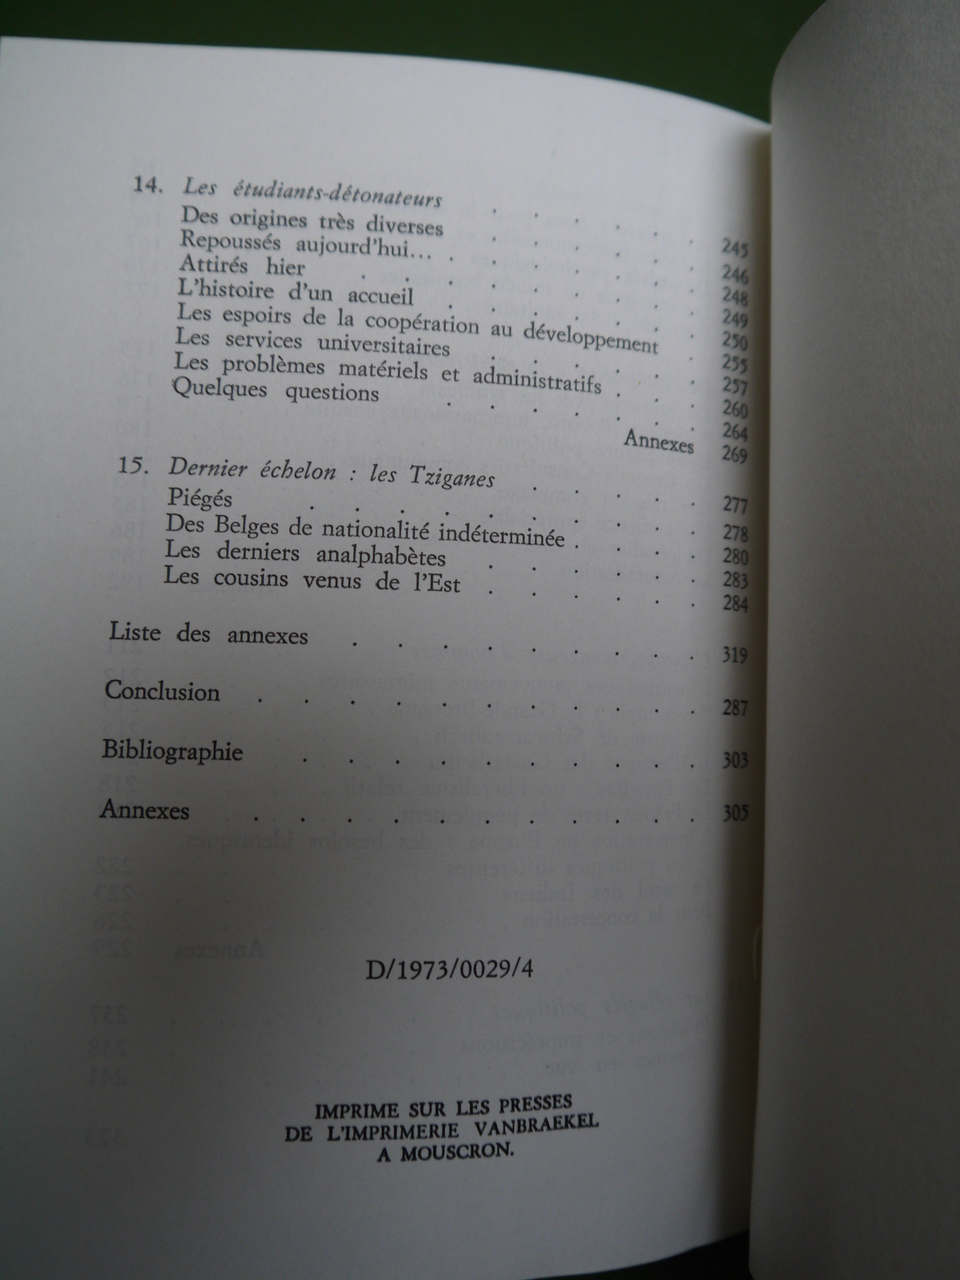 14. Les étudiants-détonateurs . . . . . . 245
Des origines très diverses . . . . . . 246
Repoussés aujourd'hui... . . . . . . . 248
Attirés hier . . . . . . . . 249
L'histoire d'un accueil . . . . . . 250
Les espoirs de la coopération au développement . 255
Les services universitaires . . . . . 257
Les problèmes matériels et administratifs . . . 260
Quelques questions . . . . . . 264
Annexes 269
15. Dernier échelon : les Tziganes . . . . . 277
Piégés . . . . . . . . . 278
Des Belges de nationalité indéterminée . . . . 280
Les derniers analphabètes . . . . . . 283
Les cousins venus de l'Est . . . . . 284
Liste des annexes . . . . . . . . 319
Conclusion . . . . . . . . . . 287
Bibliographie . . . . . . . . . 303
Annexes . . . . . . . . . . 305
D/1973/0029/4
IMPRIME SUR LES PRESSES
DE L'IMPRIMERIE VANBRAEKEL
A MOUSCRON.